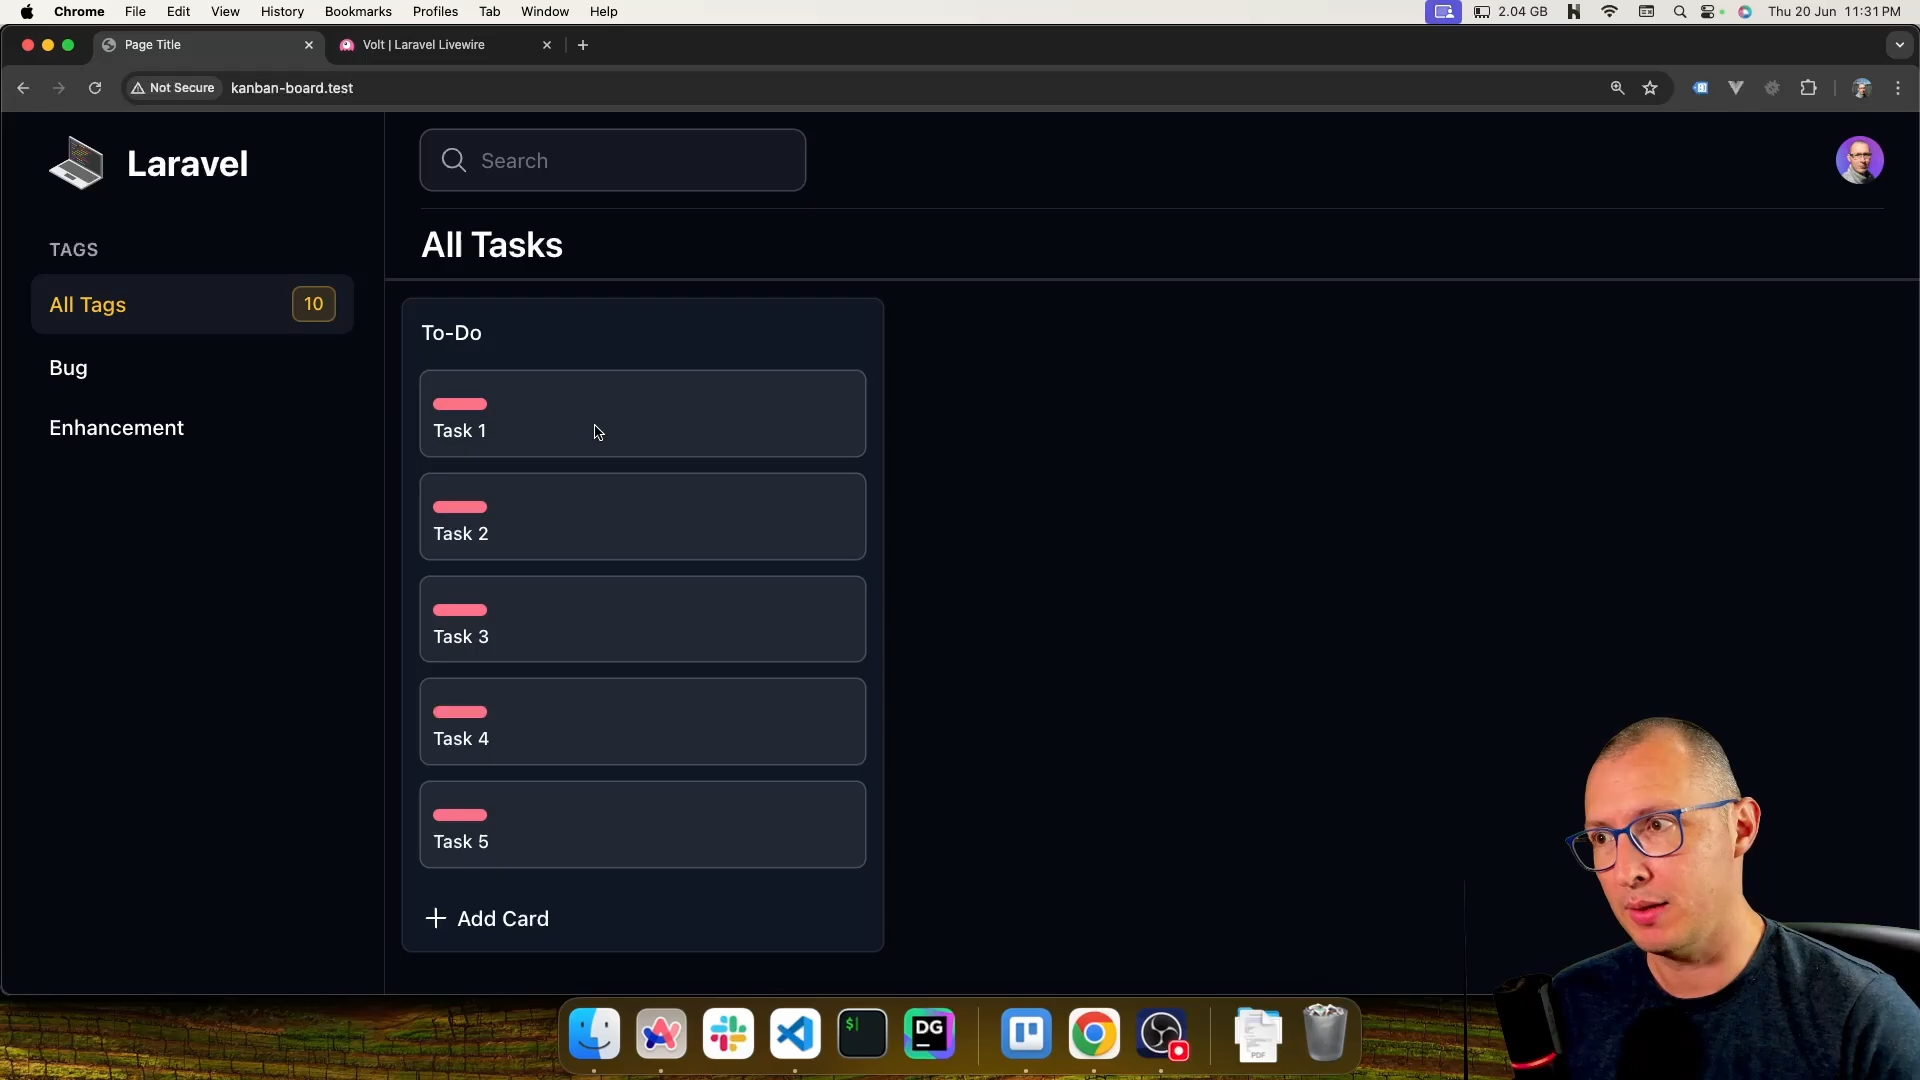 Chrome File Edit View History Bookmarks Profiles Tab Window Help 2.04 GB Thu 20 Jun 11:31 PM
Page Title Volt | Laravel Livewire
Not Secure kanban-board.test
Laravel
Search
TAGS
All Tasks
All Tags 10
To-Do
Bug
Enhancement
Task 1
Task 2
Task 3
Task 4
Task 5
Add Card
$
DG
PDF